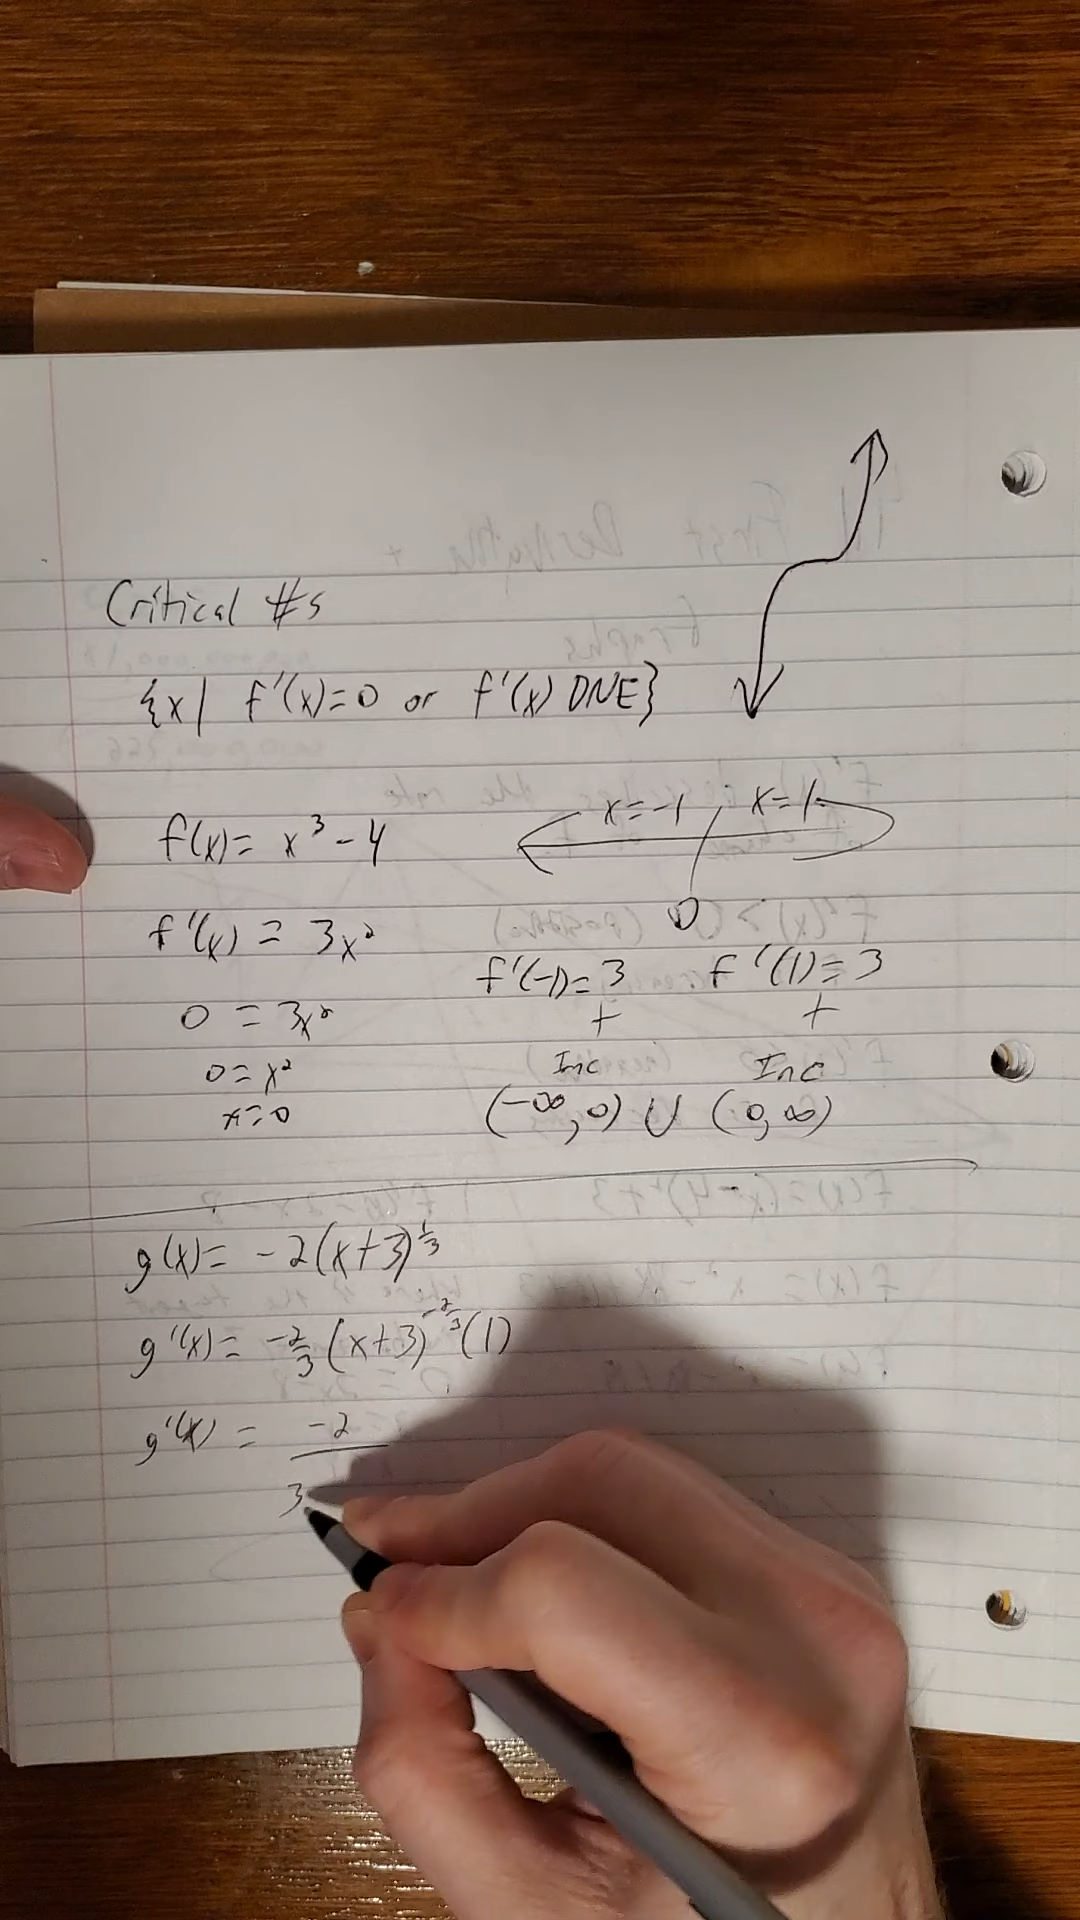 Critical #s
{x| f'(x)=0 or f'(x) DNE}
x=-1 x=1
f(x)= x³-4
0
f'(x) = 3x²
f'(-1)=3 f'(1)=3
0 = 3x²
+ +
0=x²
Inc Inc
x=0
(-∞,0) ∪ (0,∞)
g(x)= -2(x+3)^⅓
g'(x)= -⅔(x+3)^-⅔(1)
g'(x) = -2
3